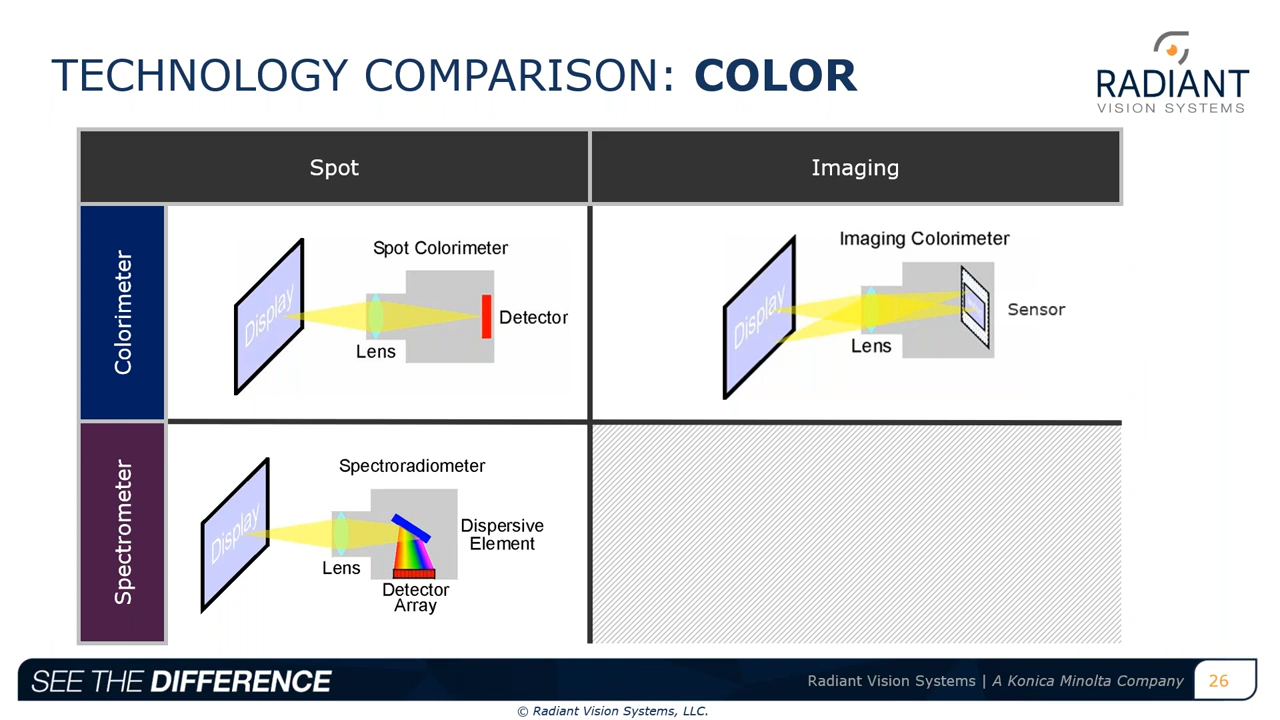 TECHNOLOGY COMPARISON: COLOR
RADIANT
VISION SYSTEMS
Spot
Imaging
Colorimeter
Spot Colorimeter
Display
Lens
Detector
Imaging Colorimeter
Display
Lens
Sensor
Spectrometer
Spectroradiometer
Display
Lens
Dispersive
Element
Detector
Array
SEE THE DIFFERENCE
Radiant Vision Systems | A Konica Minolta Company
26
© Radiant Vision Systems, LLC.